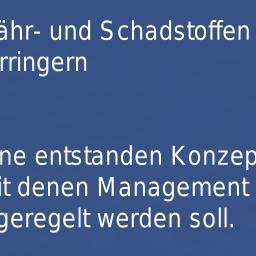 ähr- und Schadstoffen
rringern
ne entstanden Konzep
it denen Management
geregelt werden soll.